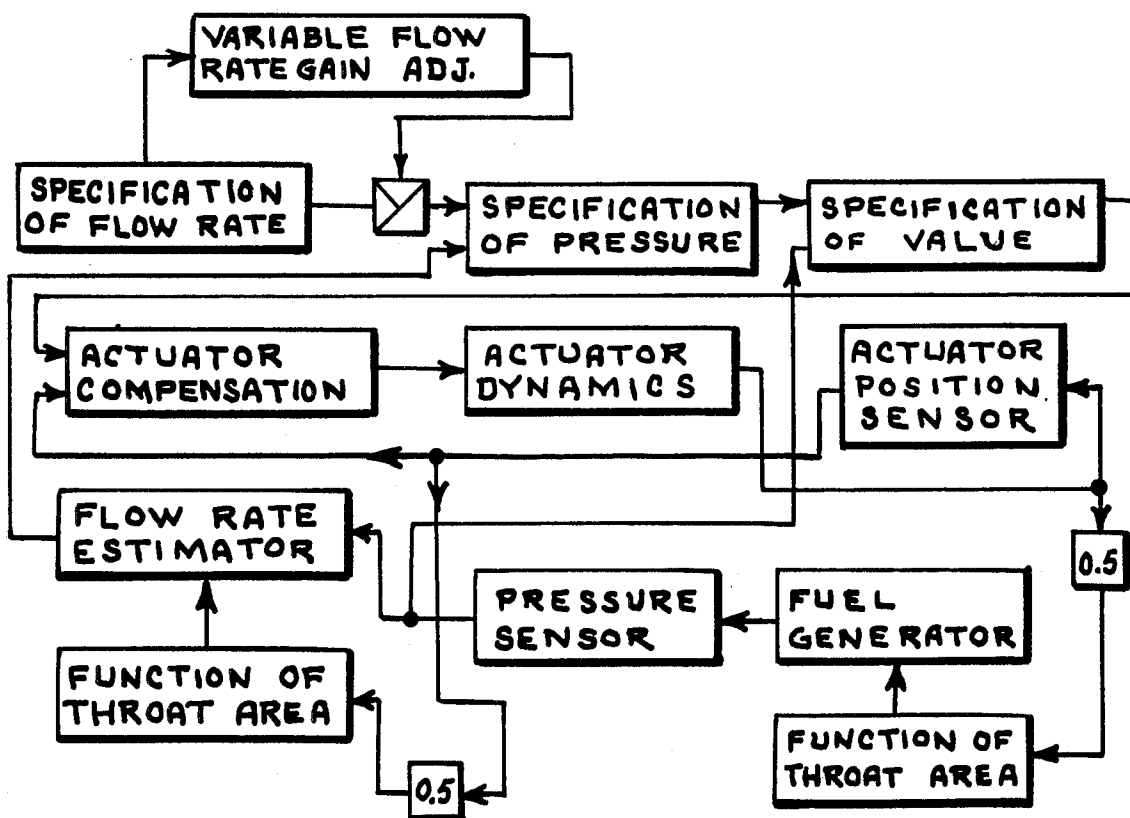 VARIABLE FLOW
RATE GAIN ADJ.
SPECIFICATION
OF FLOW RATE
SPECIFICATION
OF PRESSURE
SPECIFICATION
OF VALUE
ACTUATOR
COMPENSATION
ACTUATOR
DYNAMICS
ACTUATOR
POSITION
SENSOR
FLOW RATE
ESTIMATOR
0.5
PRESSURE
SENSOR
FUEL
GENERATOR
FUNCTION OF
THROAT AREA
FUNCTION OF
THROAT AREA
0.5